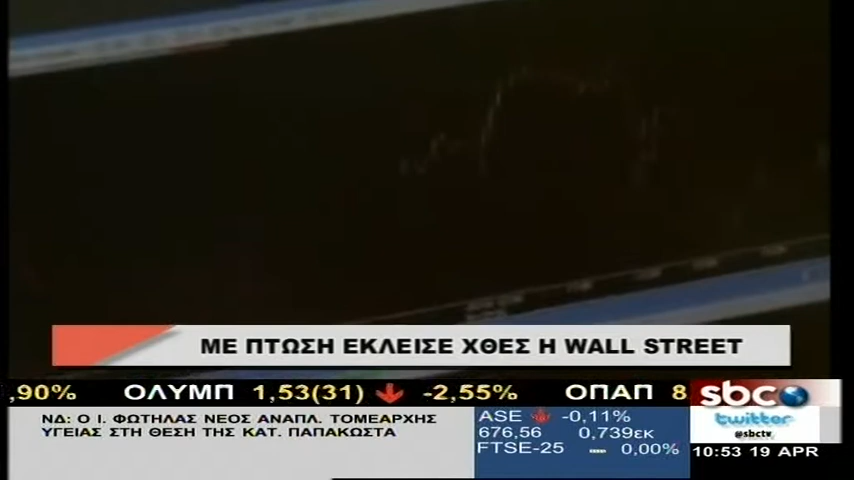 ΜΕ ΠΤΩΣΗ ΕΚΛΕΙΣΕ ΧΘΕΣ Η WALL STREET
,90% ΟΛΥΜΠ 1,53(31) -2,55% ΟΠΑΠ 8
sbc
ΝΔ: Ο Ι. ΦΩΤΗΛΑΣ ΝΕΟΣ ΑΝΑΠΛ. ΤΟΜΕΑΡΧΗΣ
ΥΓΕΙΑΣ ΣΤΗ ΘΕΣΗ ΤΗΣ ΚΑΤ. ΠΑΠΑΚΩΣΤΑ
ASE -0,11%
676,56 0,739εκ
FTSE-25 0,00%
twitter
@sbctv
10:53 19 APR